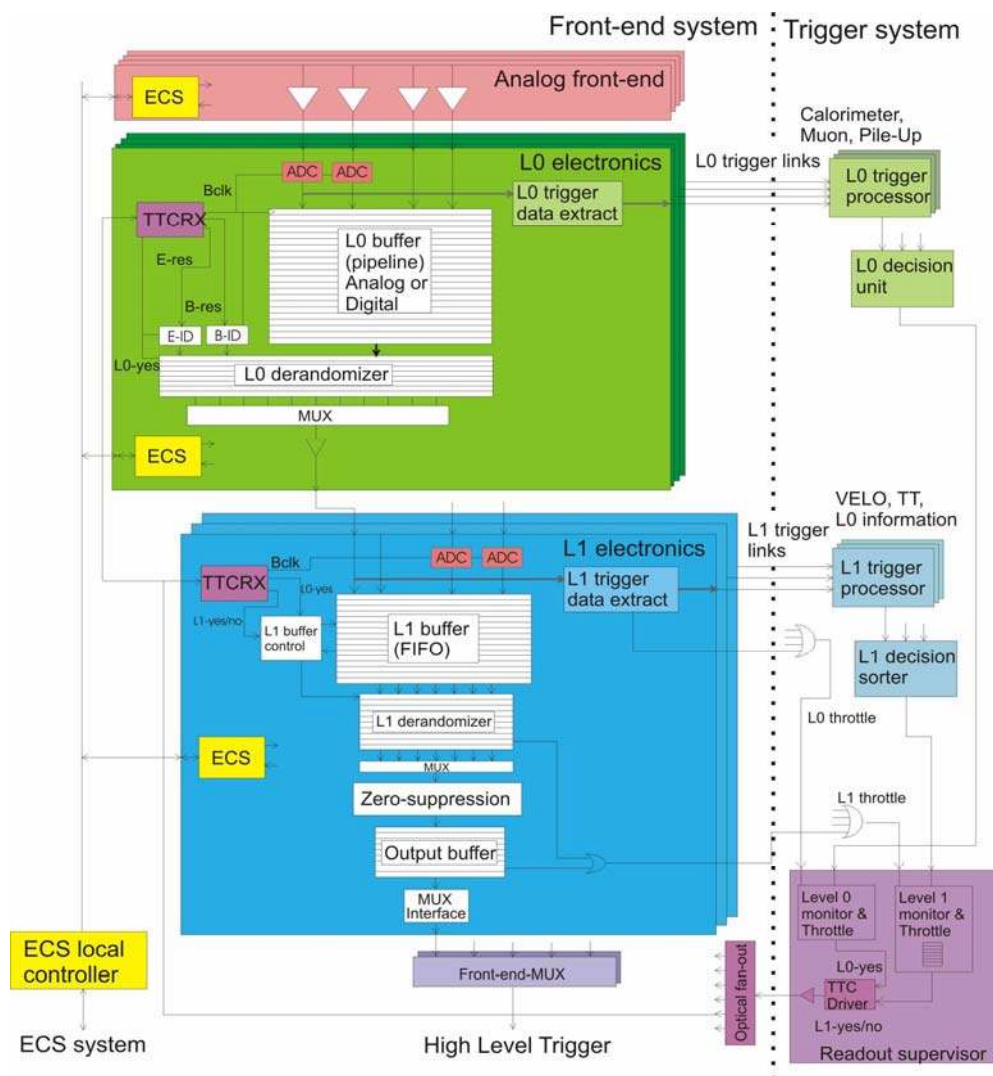 Front-end system
Trigger system
Analog front-end
ECS
Calorimeter,
Muon, Pile-Up
L0 electronics
L0 trigger links
ADC
ADC
L0 trigger
data extract
L0 trigger
processor
Bclk
TTCRX
L0 buffer
(pipeline)
Analog or
Digital
E-res
B-res
L0 decision
unit
E-ID
B-ID
L0-yes
L0 derandomizer
MUX
ECS
VELO, TT,
L0 information
L1 trigger
links
L1 electronics
ADC
ADC
Bclk
TTCRX
L1 trigger
data extract
L1 trigger
processor
L0-yes
L1-yes/no
L1 buffer
control
L1 buffer
(FIFO)
L1 decision
sorter
L1 derandomizer
L0 throttle
ECS
MUX
Zero-suppression
L1 throttle
Output buffer
MUX
Interface
Level 0
monitor &
Throttle
Level 1
monitor &
Throttle
ECS local
controller
Front-end-MUX
Optical fan-out
L0-yes
TTC
Driver
L1-yes/no
ECS system
High Level Trigger
Readout supervisor